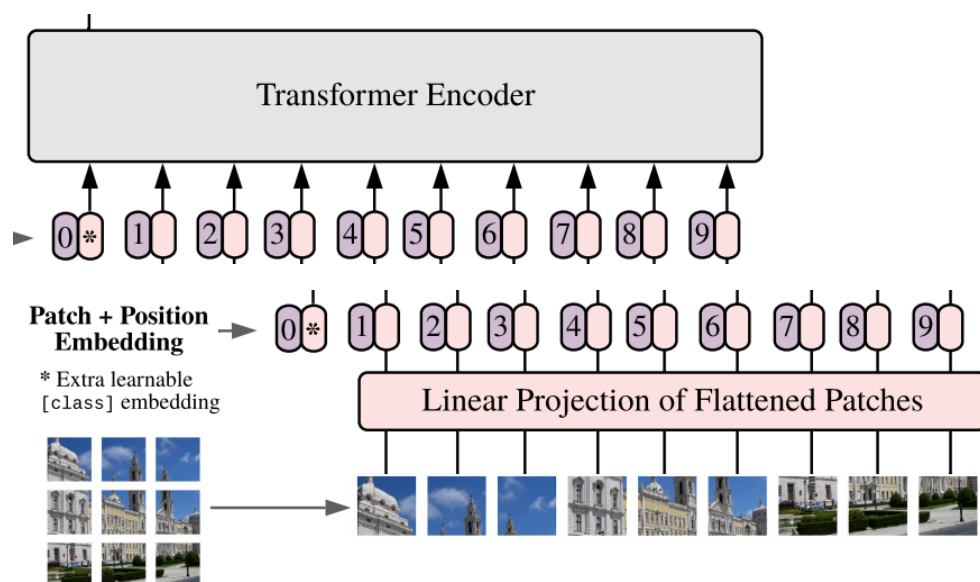 Transformer Encoder
0 * 1 2 3 4 5 6 7 8 9
Patch + Position
Embedding
0 * 1 2 3 4 5 6 7 8 9
* Extra learnable
[class] embedding
Linear Projection of Flattened Patches